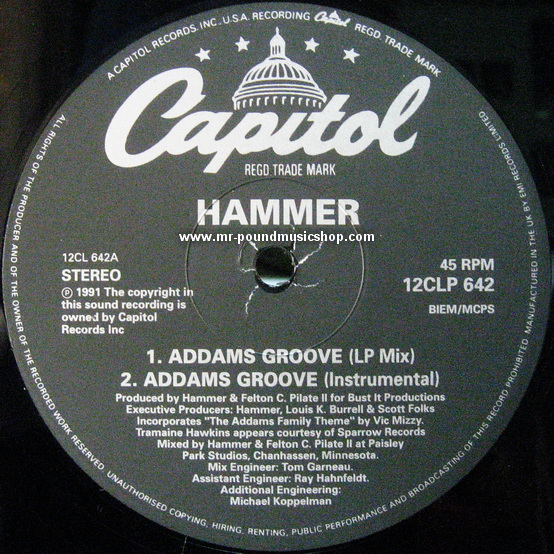 A CAPITOL RECORDS, INC. U.S.A. RECORDING Capitol REGD. TRADE MARK
Capitol
REGD TRADE MARK
HAMMER
www.mr-poundmusicshop.com
12CL 642A
STEREO
℗ 1991 The copyright in
this sound recording is
owned by Capitol
Records Inc
45 RPM
12CLP 642
BIEM/MCPS
1. ADDAMS GROOVE (LP Mix)
2. ADDAMS GROOVE (Instrumental)
Produced by Hammer & Felton C. Pilate II for Bust It Productions
Executive Producers: Hammer, Louis K. Burrell & Scott Folks
Incorporates "The Addams Family Theme" by Vic Mizzy.
Tramaine Hawkins appears courtesy of Sparrow Records
Mixed by Hammer & Felton C. Pilate II at Paisley
Park Studios, Chanhassen, Minnesota.
Mix Engineer: Tom Garneau.
Assistant Engineer: Ray Hahnfeldt.
Additional Engineering:
Michael Koppelman
ALL RIGHTS OF THE PRODUCER AND OF THE OWNER OF THE RECORDED WORK RESERVED. UNAUTHORISED COPYING, HIRING, RENTING, PUBLIC PERFORMANCE AND BROADCASTING OF THIS RECORD PROHIBITED. MANUFACTURED IN THE UK BY EMI RECORDS LIMITED